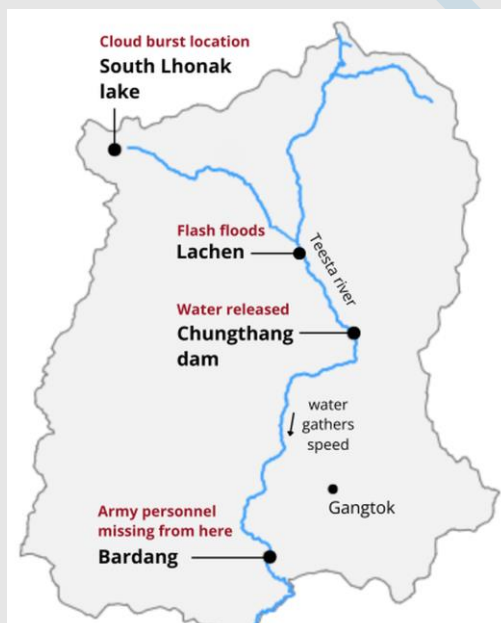 Cloud burst location
South Lhonak
lake
Flash floods
Lachen
Teesta river
Water released
Chungthang
dam
water
gathers
speed
Gangtok
Army personnel
missing from here
Bardang